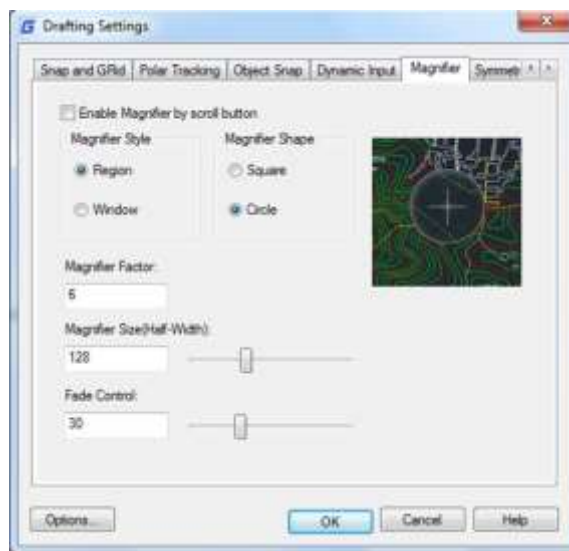 Drafting Settings
Snap and GRid Polar Tracking Object Snap Dynamic Input Magnifier Symmetr
Enable Magnifier by scroll button
Magnifier Style Magnifier Shape
Region Square
Window Circle
Magnifier Factor:
6
Magnifier Size(Half-Width):
128
Fade Control:
30
Options... OK Cancel Help